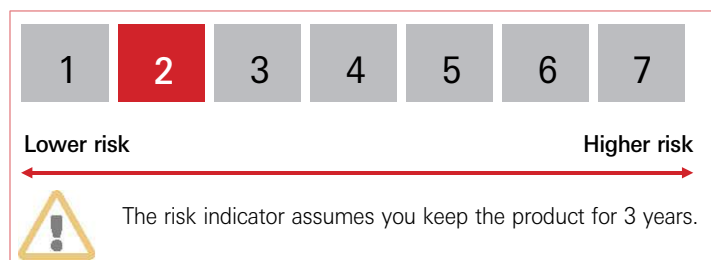 1 2 3 4 5 6 7
Lower risk Higher risk
The risk indicator assumes you keep the product for 3 years.